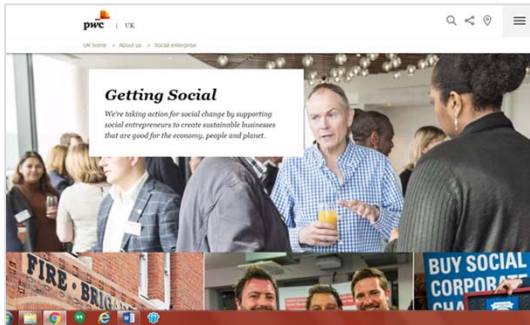 pwc | UK
UK home > About us > Social enterprise
Getting Social
We're taking action for social change by supporting
social entrepreneurs to create sustainable businesses
that are good for the economy, people and planet.
FIRE · BRIGA
BUY SOCIAL
CORPORATE